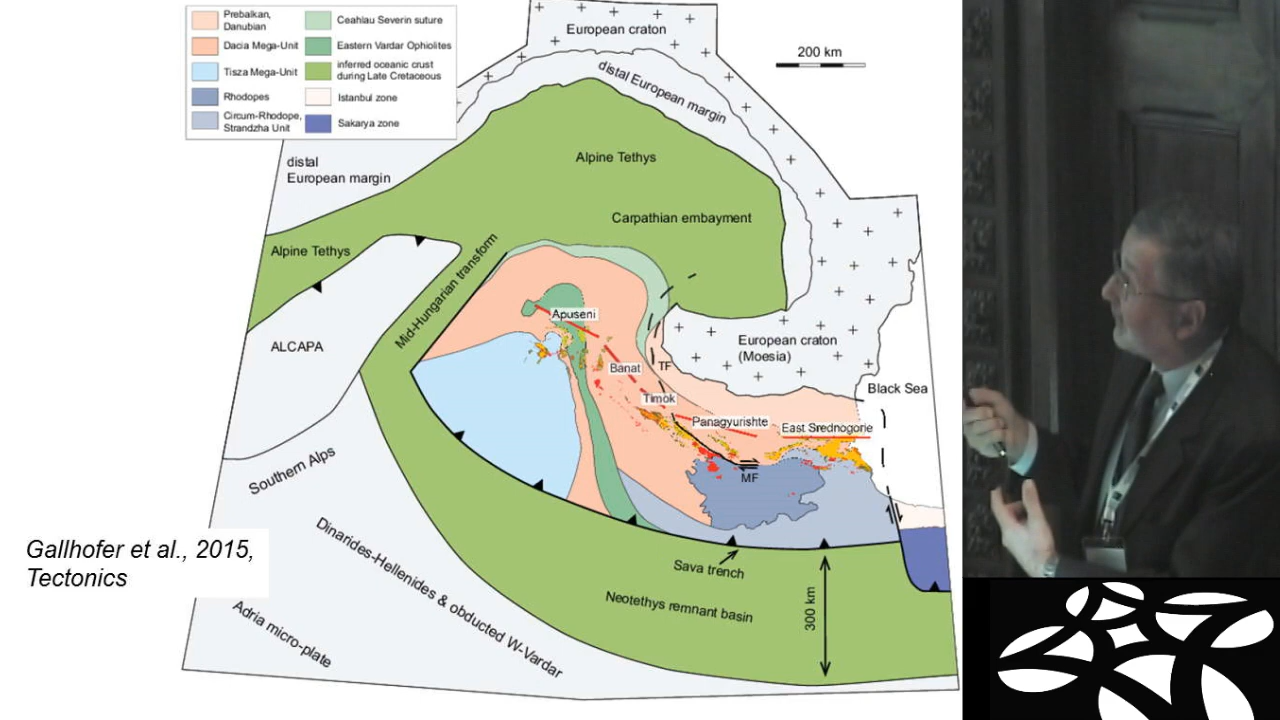 Prebalkan,
Danubian
Dacia Mega-Unit
Tisza Mega-Unit
Rhodopes
Circum-Rhodope,
Strandzha Unit
Ceahlau Severin suture
Eastern Vardar Ophiolites
inferred oceanic crust
during Late Cretaceous
Istanbul zone
Sakarya zone
European craton
200 km
distal European margin
distal
European margin
Alpine Tethys
Carpathian embayment
Alpine Tethys
Mid-Hungarian transform
ALCAPA
Apuseni
European craton
(Moesia)
Banat
TF
Black Sea
Timok
Panagyurishte
East Srednogorie
MF
Southern Alps
Gallhofer et al., 2015,
Tectonics
Dinarides-Hellenides & obducted W-Vardar
Sava trench
Neotethys remnant basin
300 km
Adria micro-plate